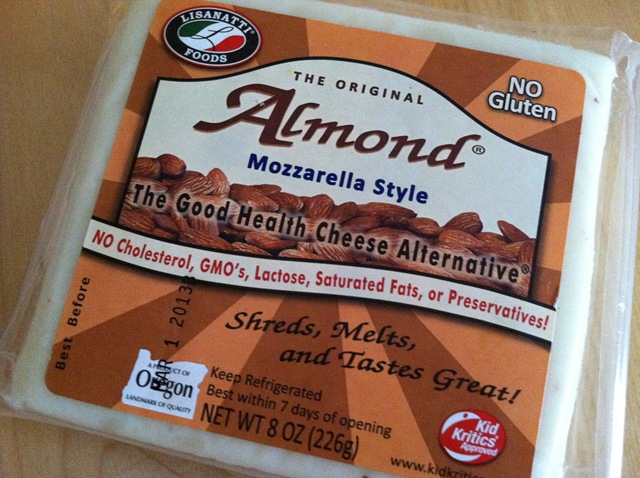 LISANATTI
L
FOODS
THE ORIGINAL
Almond®
Mozzarella Style
NO
Gluten
The Good Health Cheese Alternative®
NO Cholesterol, GMO's, Lactose, Saturated Fats, or Preservatives!
Shreds, Melts,
and Tastes Great!
Best Before
MAR 1 2013
A PRODUCT OF
Oregon
LANDMARK OF QUALITY
Keep Refrigerated
Best within 7 days of opening
NET WT 8 OZ (226g)
Kid
Kritics®
Approved